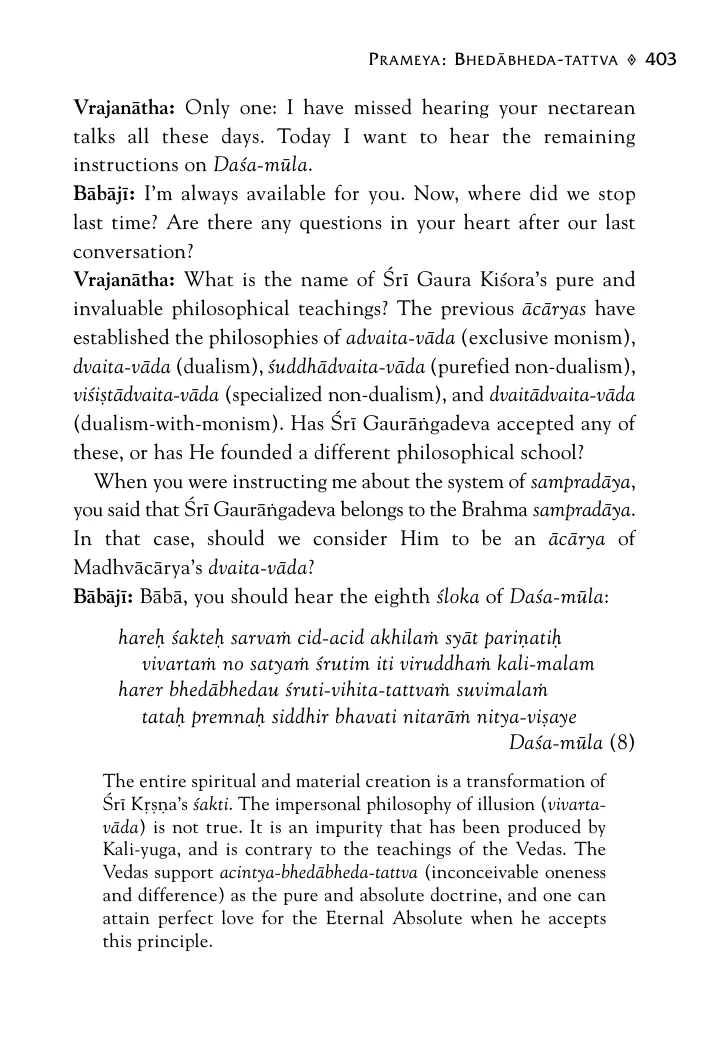 PRAMEYA: BHEDĀBHEDA-TATTVA ◊ 403
Vrajanātha: Only one: I have missed hearing your nectarean
talks all these days. Today I want to hear the remaining
instructions on Daśa-mūla.
Bābājī: I'm always available for you. Now, where did we stop
last time? Are there any questions in your heart after our last
conversation?
Vrajanātha: What is the name of Śrī Gaura Kiśora's pure and
invaluable philosophical teachings? The previous ācāryas have
established the philosophies of advaita-vāda (exclusive monism),
dvaita-vāda (dualism), śuddhādvaita-vāda (purefied non-dualism),
viśiṣtādvaita-vāda (specialized non-dualism), and dvaitādvaita-vāda
(dualism-with-monism). Has Śrī Gaurāṅgadeva accepted any of
these, or has He founded a different philosophical school?
When you were instructing me about the system of sampradāya,
you said that Śrī Gaurāṅgadeva belongs to the Brahma sampradāya.
In that case, should we consider Him to be an ācārya of
Madhvācārya's dvaita-vāda?
Bābājī: Bābā, you should hear the eighth śloka of Daśa-mūla:
hareḥ śakteḥ sarvaṁ cid-acid akhilaṁ syāt pariṇatiḥ
vivartaṁ no satyaṁ śrutim iti viruddhaṁ kali-malam
harer bhedābhedau śruti-vihita-tattvaṁ suvimalaṁ
tataḥ premnaḥ siddhir bhavati nitarāṁ nitya-viṣaye
Daśa-mūla (8)
The entire spiritual and material creation is a transformation of
Śrī Kṛṣṇa's śakti. The impersonal philosophy of illusion (vivarta-
vāda) is not true. It is an impurity that has been produced by
Kali-yuga, and is contrary to the teachings of the Vedas. The
Vedas support acintya-bhedābheda-tattva (inconceivable oneness
and difference) as the pure and absolute doctrine, and one can
attain perfect love for the Eternal Absolute when he accepts
this principle.